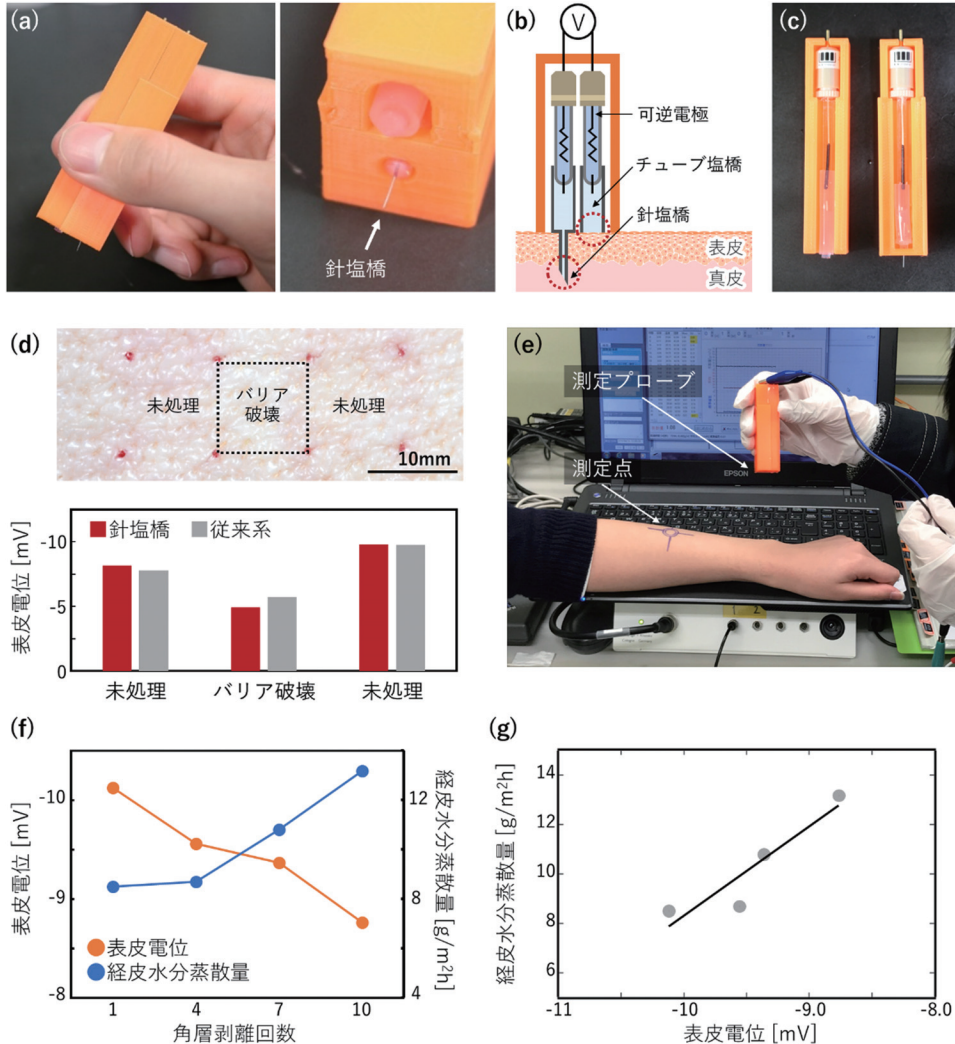 (a)
針塩橋
(b)
V
可逆電極
チューブ塩橋
針塩橋
表皮
真皮
(c)
(d)
未処理
バリア
破壊
未処理
10mm
表皮電位 [mV]
-10
-5
0
針塩橋
従来系
未処理
バリア破壊
未処理
(e)
測定プローブ
測定点
EPSON
(f)
表皮電位 [mV]
-10
-9
-8
経皮水分蒸散量 [g/m²h]
12
8
4
表皮電位
経皮水分蒸散量
1
4
7
10
角層剥離回数
(g)
経皮水分蒸散量 [g/m²h]
14
12
10
8
6
-11
-10
-9.0
-8.0
表皮電位 [mV]